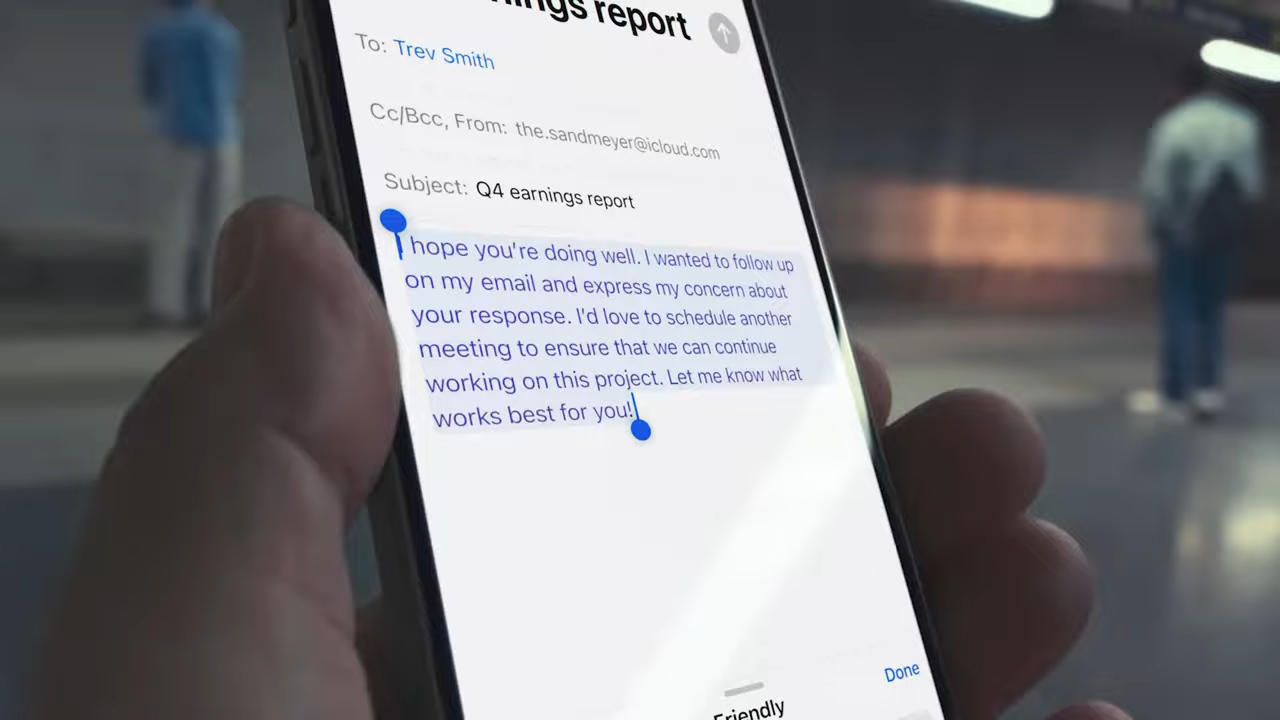 report
To: Trev Smith
Cc/Bcc, From: the.sandmeyer@icloud.com
Subject: Q4 earnings report
I hope you're doing well. I wanted to follow up
on my email and express my concern about
your response. I'd love to schedule another
meeting to ensure that we can continue
working on this project. Let me know what
works best for you!
Done
Friendly